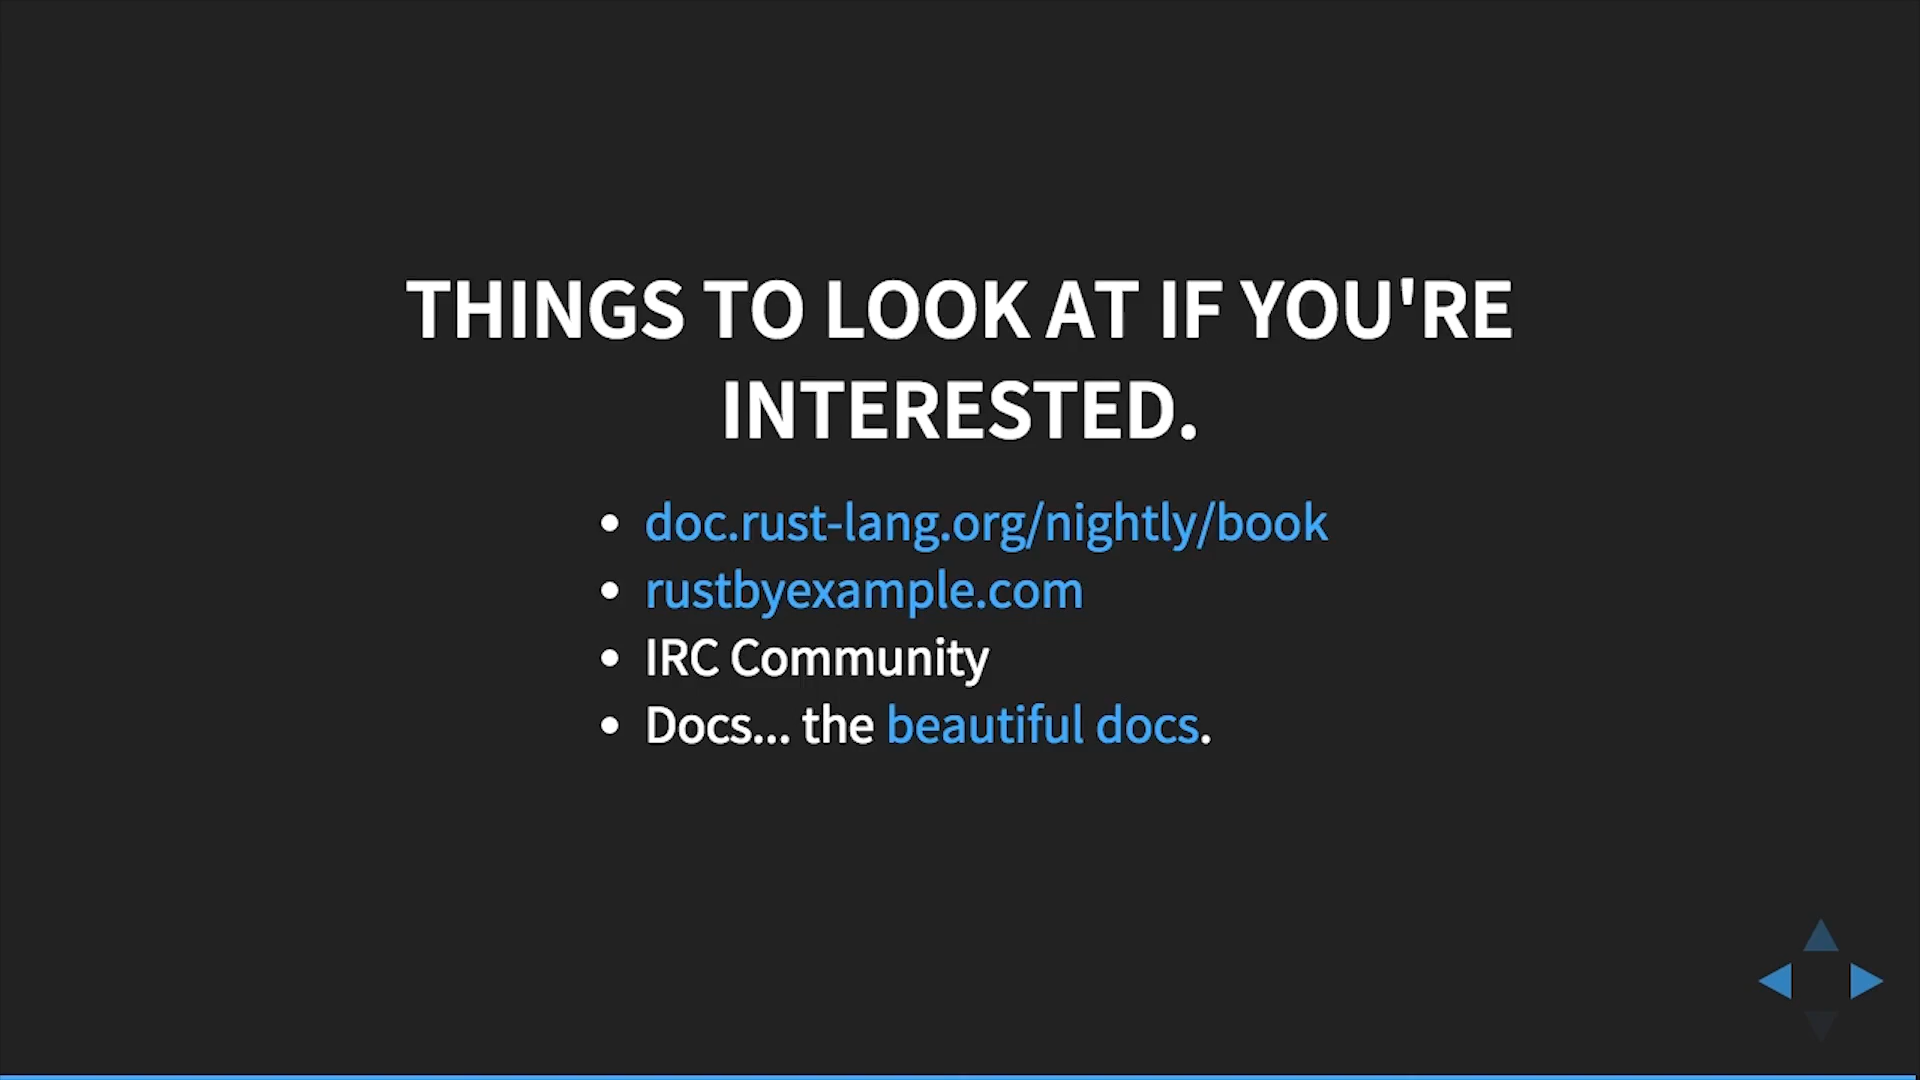 THINGS TO LOOK AT IF YOU'RE
INTERESTED.
doc.rust-lang.org/nightly/book
rustbyexample.com
IRC Community
Docs... the beautiful docs.